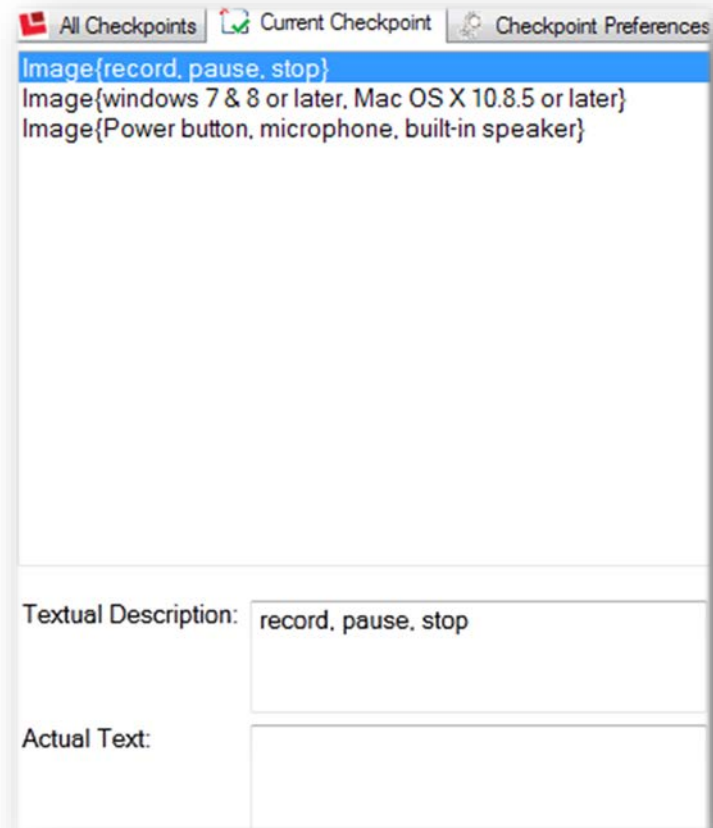 All Checkpoints Current Checkpoint Checkpoint Preferences
Image{record, pause, stop}
Image{windows 7 & 8 or later, Mac OS X 10.8.5 or later}
Image{Power button, microphone, built-in speaker}
Textual Description: record, pause, stop
Actual Text: